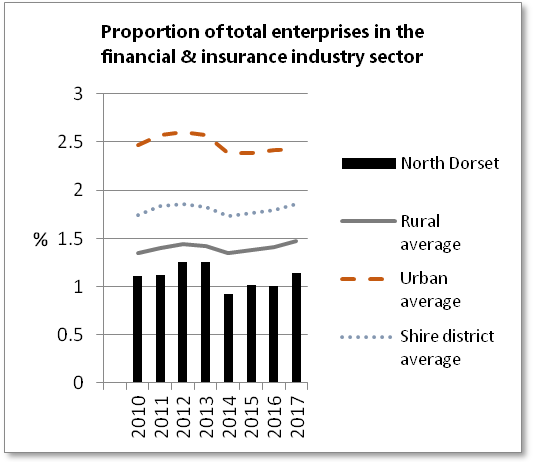 Proportion of total enterprises in the
financial & insurance industry sector
3
2.5
2
1.5
1
0.5
0
%
2010
2011
2012
2013
2014
2015
2016
2017
North Dorset
Rural
average
Urban
average
Shire district
average